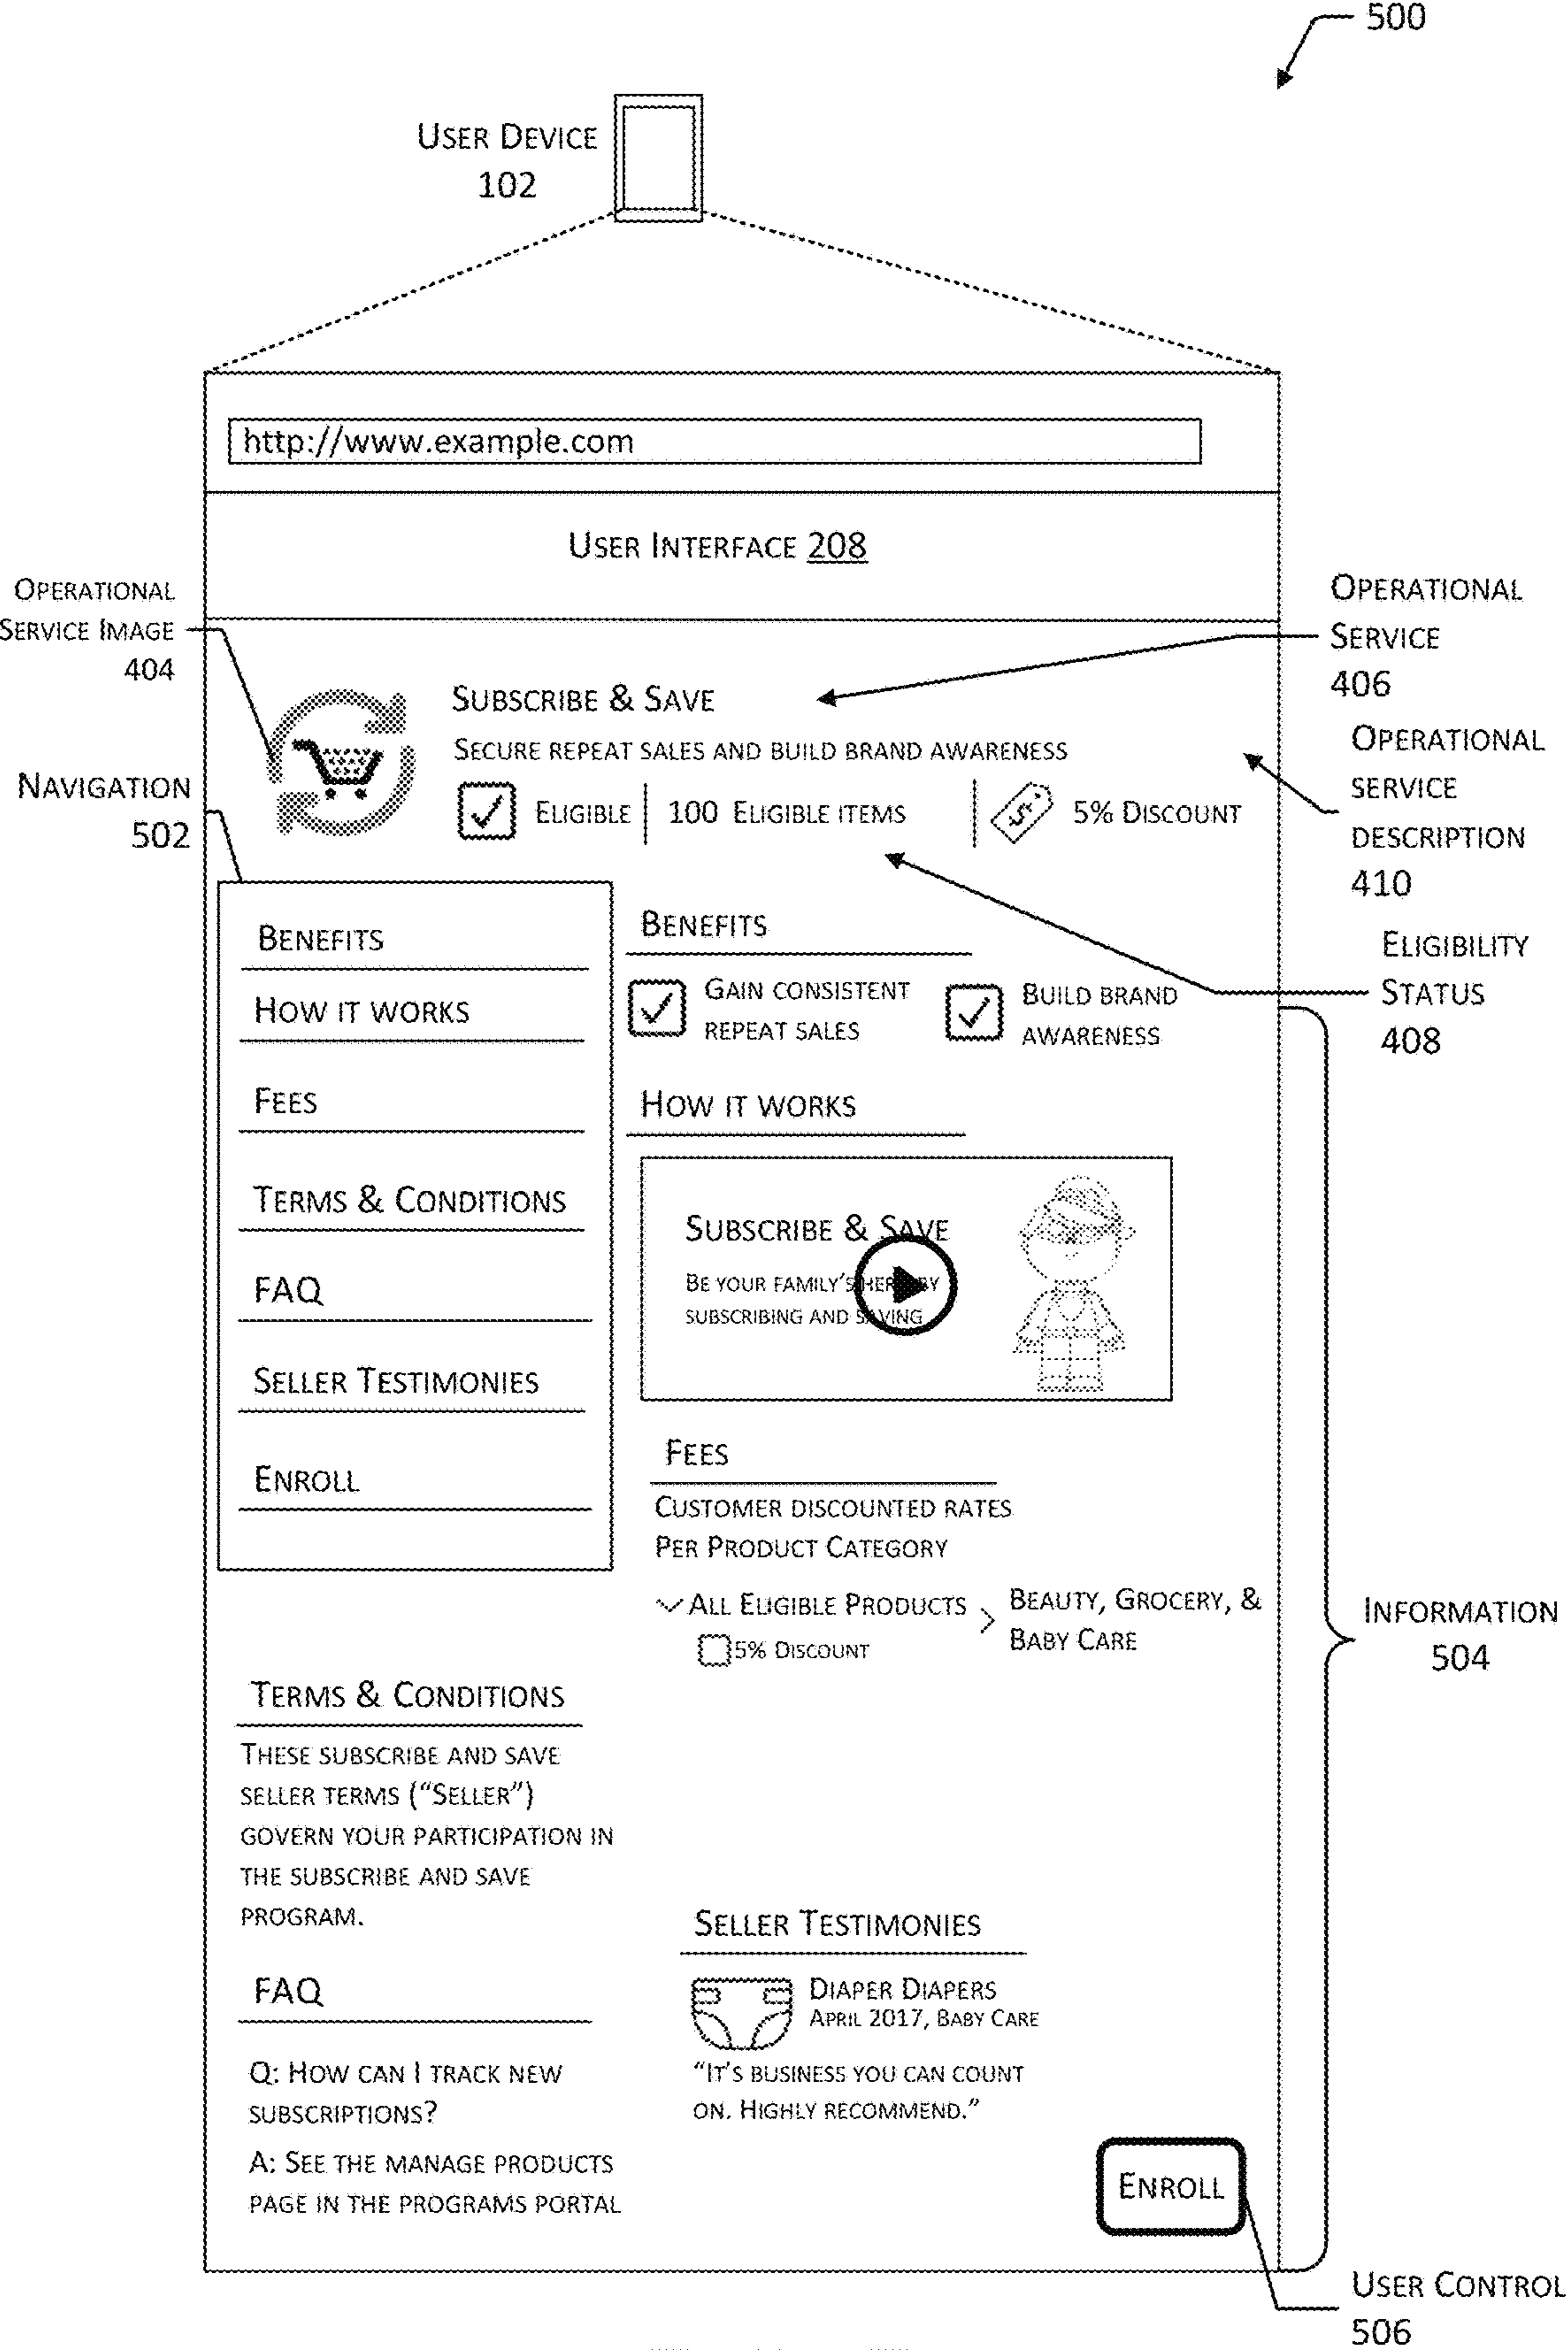 500
User Device
102
http://www.example.com
User Interface 208
Operational
Service Image
404
Operational
Service
406
Subscribe & Save
Secure repeat sales and build brand awareness
Eligible
100 Eligible items
5% Discount
Operational
service
description
410
Navigation
502
Eligibility
Status
408
Benefits
How it works
Fees
Terms & Conditions
FAQ
Seller Testimonies
Enroll
Benefits
Gain consistent
repeat sales
Build brand
awareness
How it works
Subscribe & Save
Be your family's hero by
subscribing and saving
Fees
Customer discounted rates
Per Product Category
All Eligible Products
5% Discount
Beauty, Grocery, &
Baby Care
Information
504
Terms & Conditions
These subscribe and save
seller terms ("Seller")
govern your participation in
the subscribe and save
program.
FAQ
Q: How can I track new
subscriptions?
A: See the manage products
page in the programs portal
Seller Testimonies
Diaper Diapers
April 2017, Baby Care
"It's business you can count
on. Highly recommend."
Enroll
User Control
506